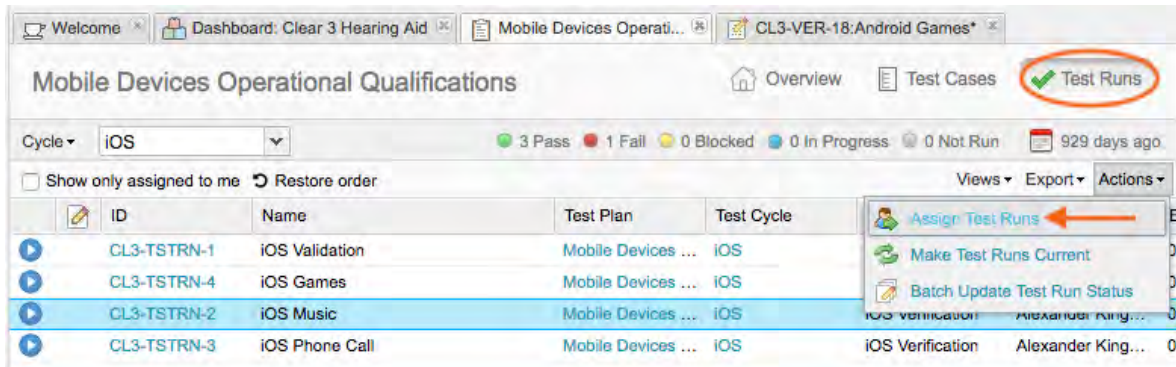 Welcome Dashboard: Clear 3 Hearing Aid Mobile Devices Operati... CL3-VER-18:Android Games*
Mobile Devices Operational Qualifications Overview Test Cases Test Runs
Cycle iOS 3 Pass 1 Fail 0 Blocked 0 In Progress 0 Not Run 929 days ago
Show only assigned to me Restore order Views Export Actions
ID Name Test Plan Test Cycle
Assign Test Runs
CL3-TSTRN-1 iOS Validation Mobile Devices ... iOS
Make Test Runs Current
CL3-TSTRN-4 iOS Games Mobile Devices ... iOS
Batch Update Test Run Status
CL3-TSTRN-2 iOS Music Mobile Devices ... iOS iOS Verification Alexander King... 0
CL3-TSTRN-3 iOS Phone Call Mobile Devices ... iOS iOS Verification Alexander King... 0